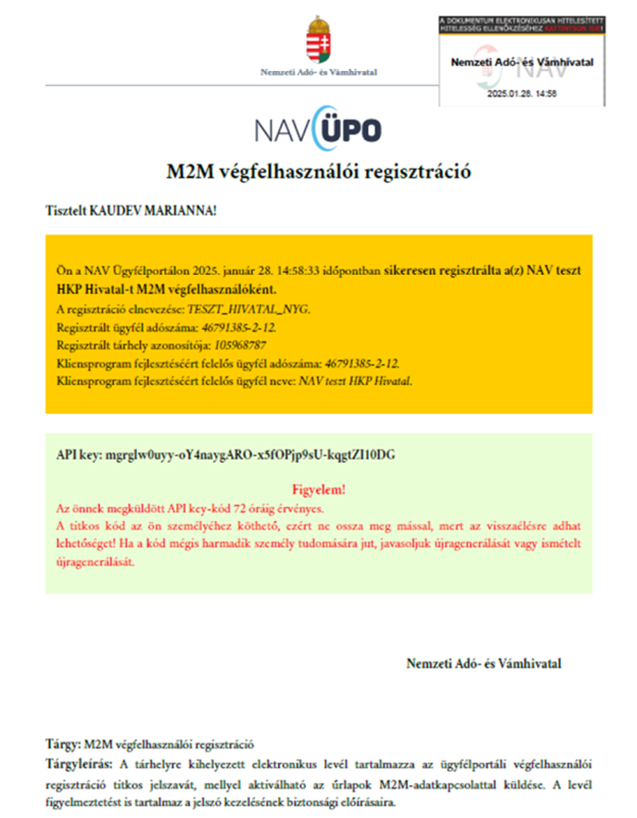 A DOKUMENTUM ELEKTRONIKUSAN HITELESÍTETT
HITELESSÉG ELLENŐRZÉSÉHEZ KATTINTSON IDE!
Nemzeti Adó- és Vámhivatal
NAV
2025.01.28. 14:58
Nemzeti Adó- és Vámhivatal
NAV ÜPO
M2M végfelhasználói regisztráció
Tisztelt KAUDEV MARIANNA!
Ön a NAV Ügyfélportálon 2025. január 28. 14:58:33 időpontban sikeresen regisztrálta a(z) NAV teszt
HKP Hivatal-t M2M végfelhasználóként.
A regisztráció elnevezése: TESZT_HIVATAL_NYG.
Regisztrált ügyfél adószáma: 46791385-2-12.
Regisztrált tárhely azonosítója: 105968787
Kliensprogram fejlesztéséért felelős ügyfél adószáma: 46791385-2-12.
Kliensprogram fejlesztéséért felelős ügyfél neve: NAV teszt HKP Hivatal.
API key: mgrglw0uyy-oY4naygARO-x5fOPjp9sU-kqgtZI10DG
Figyelem!
Az önnek megküldött API key-kód 72 óráig érvényes.
A titkos kód az ön személyéhez köthető, ezért ne ossza meg mással, mert az visszaélésre adhat
lehetőséget! Ha a kód mégis harmadik személy tudomására jut, javasoljuk újragenerálását vagy ismételt
újragenerálását.
Nemzeti Adó- és Vámhivatal
Tárgy: M2M végfelhasználói regisztráció
Tárgyleírás: A tárhelyre kihelyezett elektronikus levél tartalmazza az ügyfélportáli végfelhasználói
regisztráció titkos jelszavát, mellyel aktiválható az űrlapok M2M-adatkapcsolattal küldése. A levél
figyelmeztetést is tartalmaz a jelszó kezelésének biztonsági előírásaira.